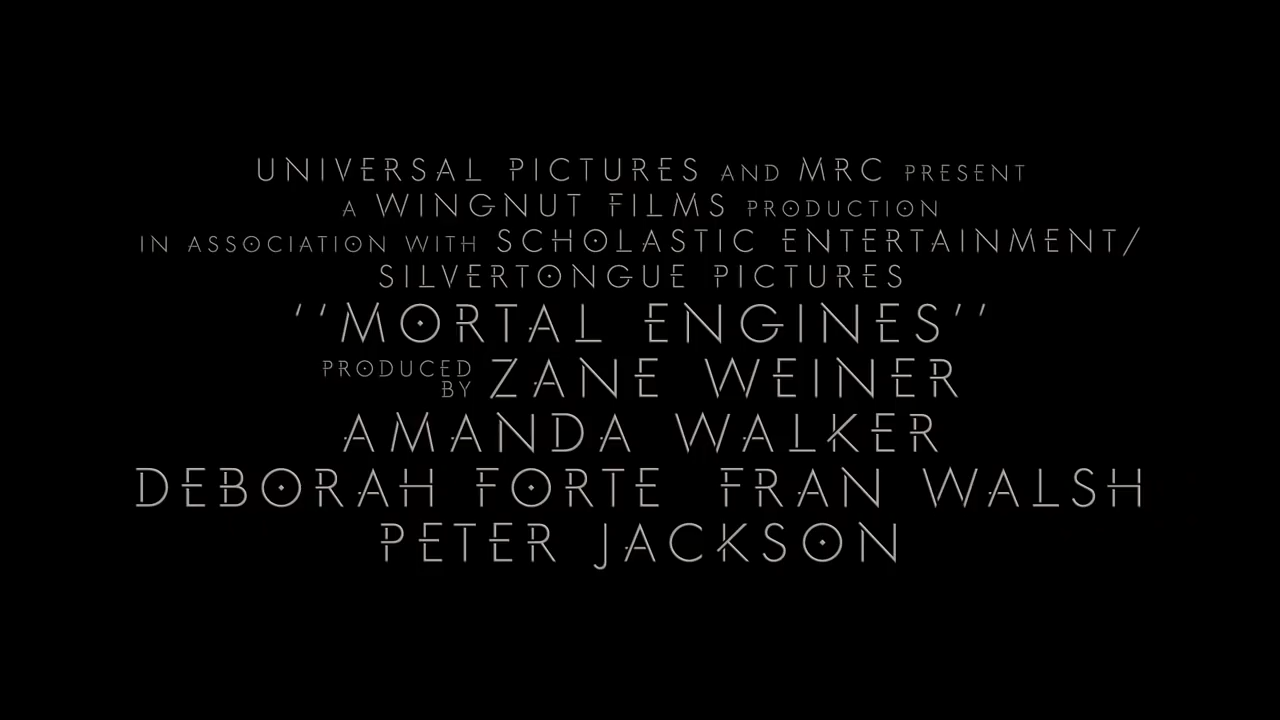 UNIVERSAL PICTURES AND MRC PRESENT
A WINGNUT FILMS PRODUCTION
IN ASSOCIATION WITH SCHOLASTIC ENTERTAINMENT/
SILVERTONGUE PICTURES
''MORTAL ENGINES''
PRODUCED BY ZANE WEINER
AMANDA WALKER
DEBORAH FORTE FRAN WALSH
PETER JACKSON